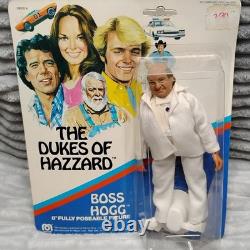 THE DUKES
OF HAZZARD
BOSS
HOGG
8" FULLY POSEABLE FIGURE